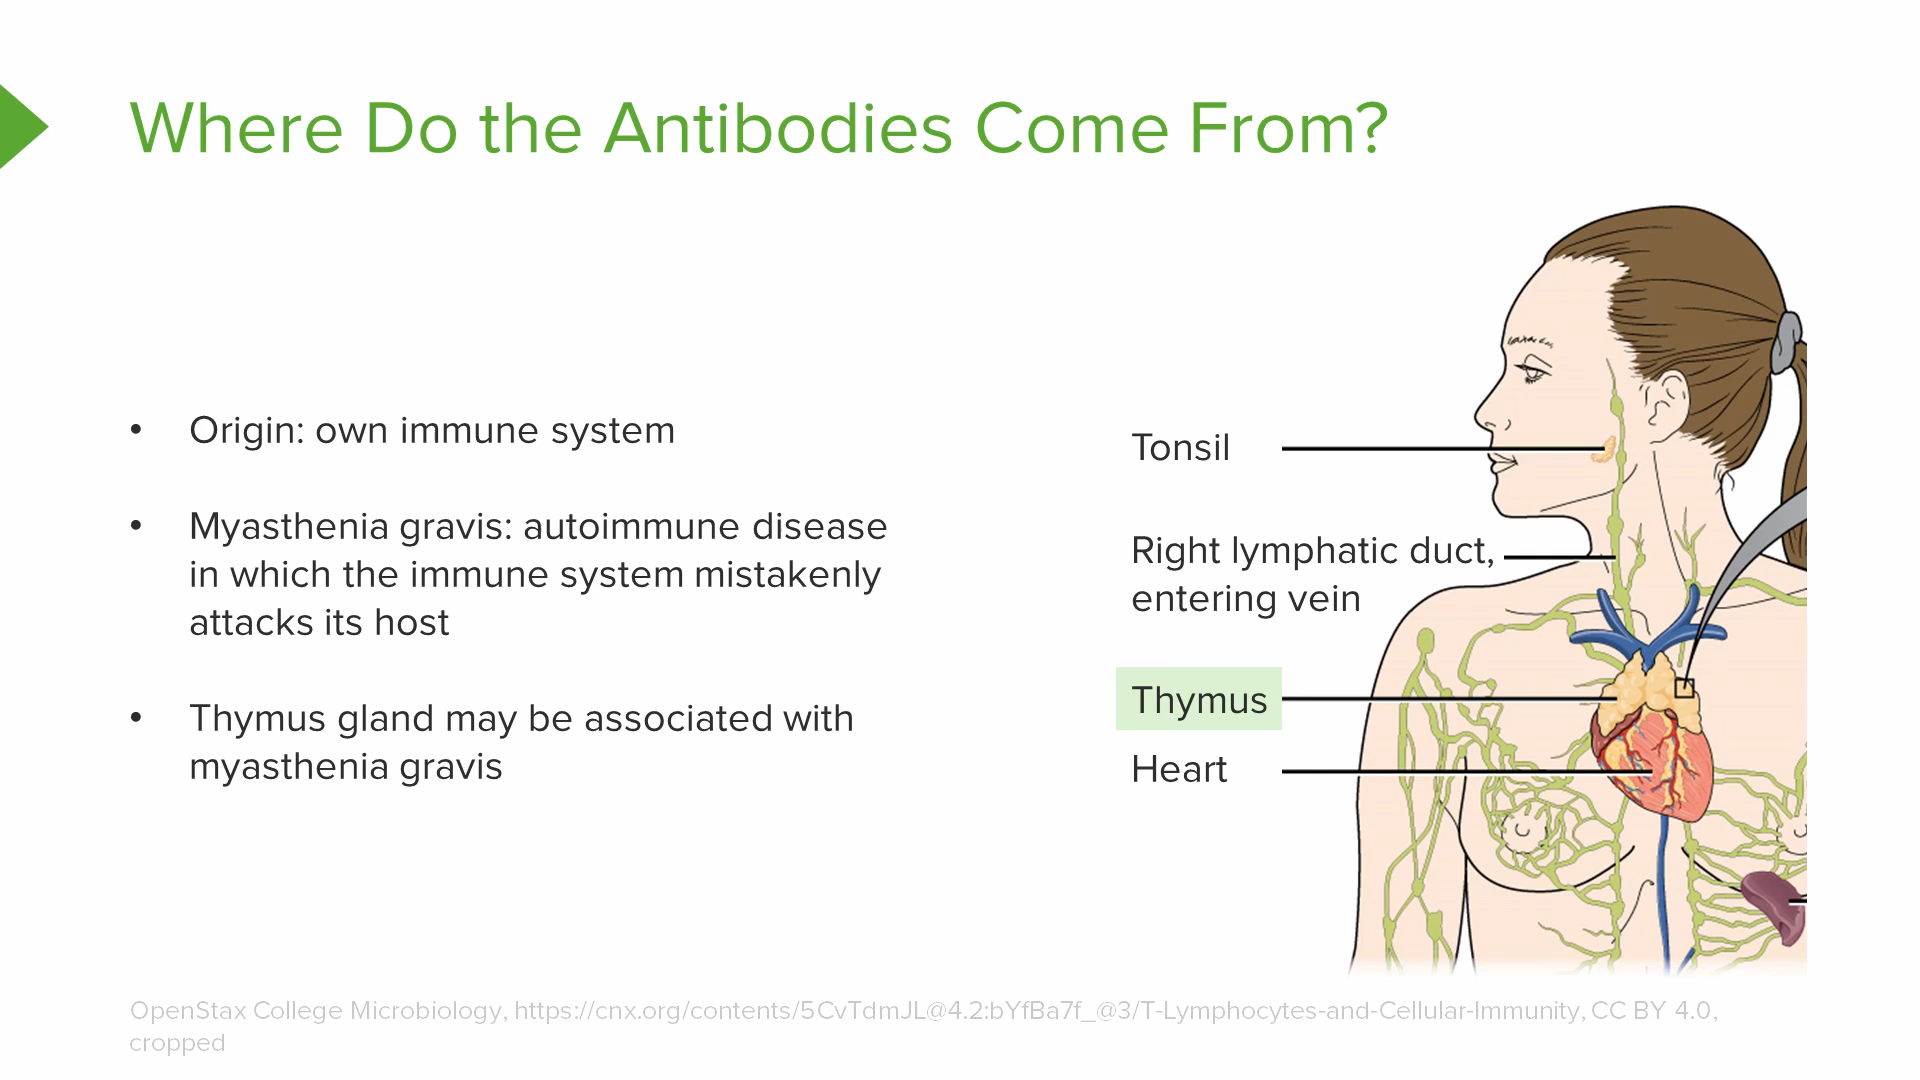 Where Do the Antibodies Come From?
• Origin: own immune system
• Myasthenia gravis: autoimmune disease
in which the immune system mistakenly
attacks its host
• Thymus gland may be associated with
myasthenia gravis
Tonsil
Right lymphatic duct,
entering vein
Thymus
Heart
OpenStax College Microbiology, https://cnx.org/contents/5CvTdmJL@4.2:bYfBa7f_@3/T-Lymphocytes-and-Cellular-Immunity, CC BY 4.0,
cropped